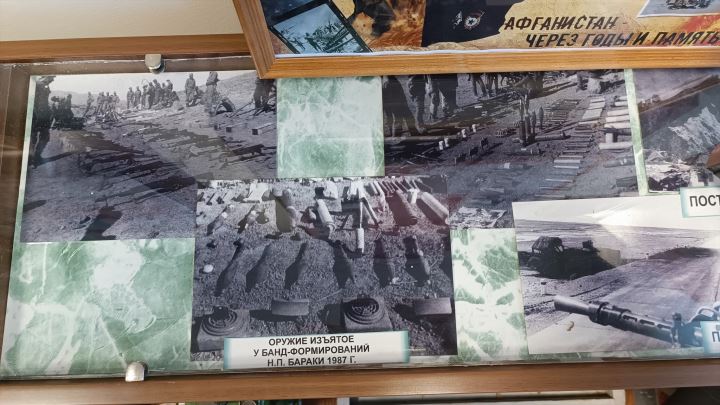 АФГАНИСТАН -
ЧЕРЕЗ ГОДЫ И ПАМЯТЬ
ПОСТ
ОРУЖИЕ ИЗЪЯТОЕ
У БАНД-ФОРМИРОВАНИЙ
Н.П. БАРАКИ 1987 Г.